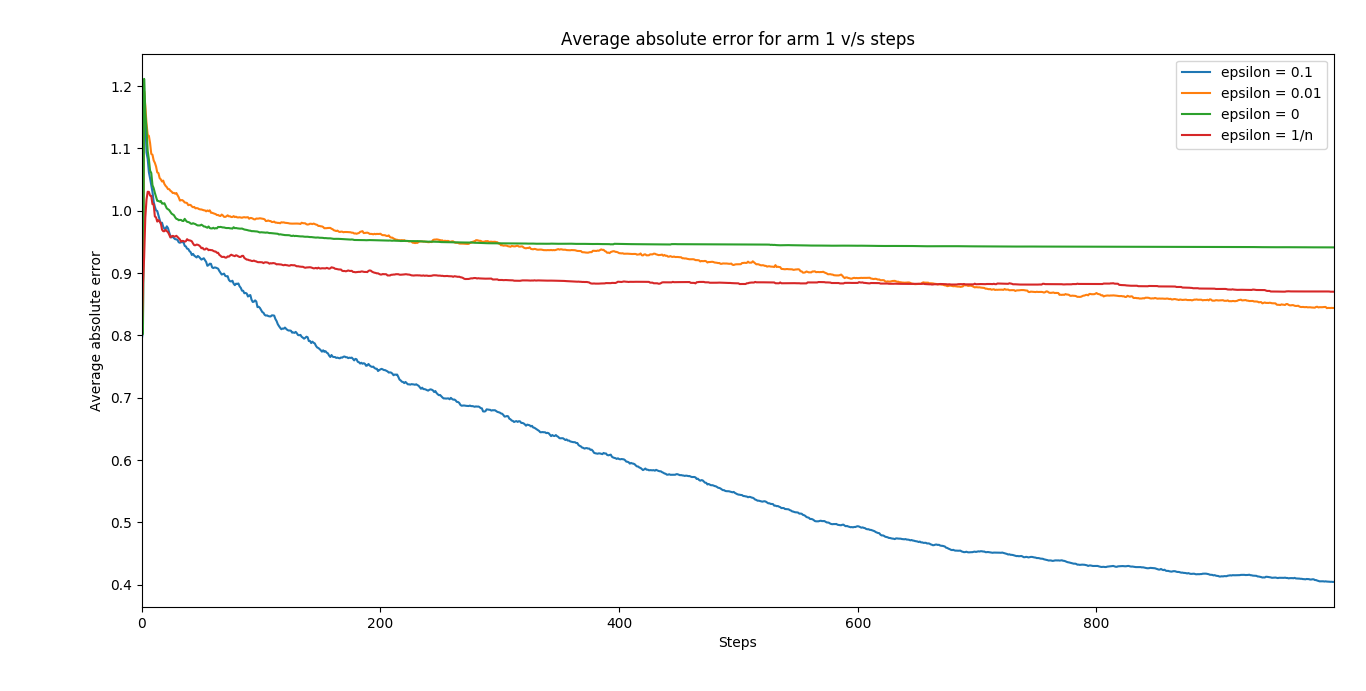 Average absolute error for arm 1 v/s steps
epsilon = 0.1
epsilon = 0.01
epsilon = 0
epsilon = 1/n
Average absolute error
1.2
1.1
1.0
0.9
0.8
0.7
0.6
0.5
0.4
0
200
400
600
800
Steps